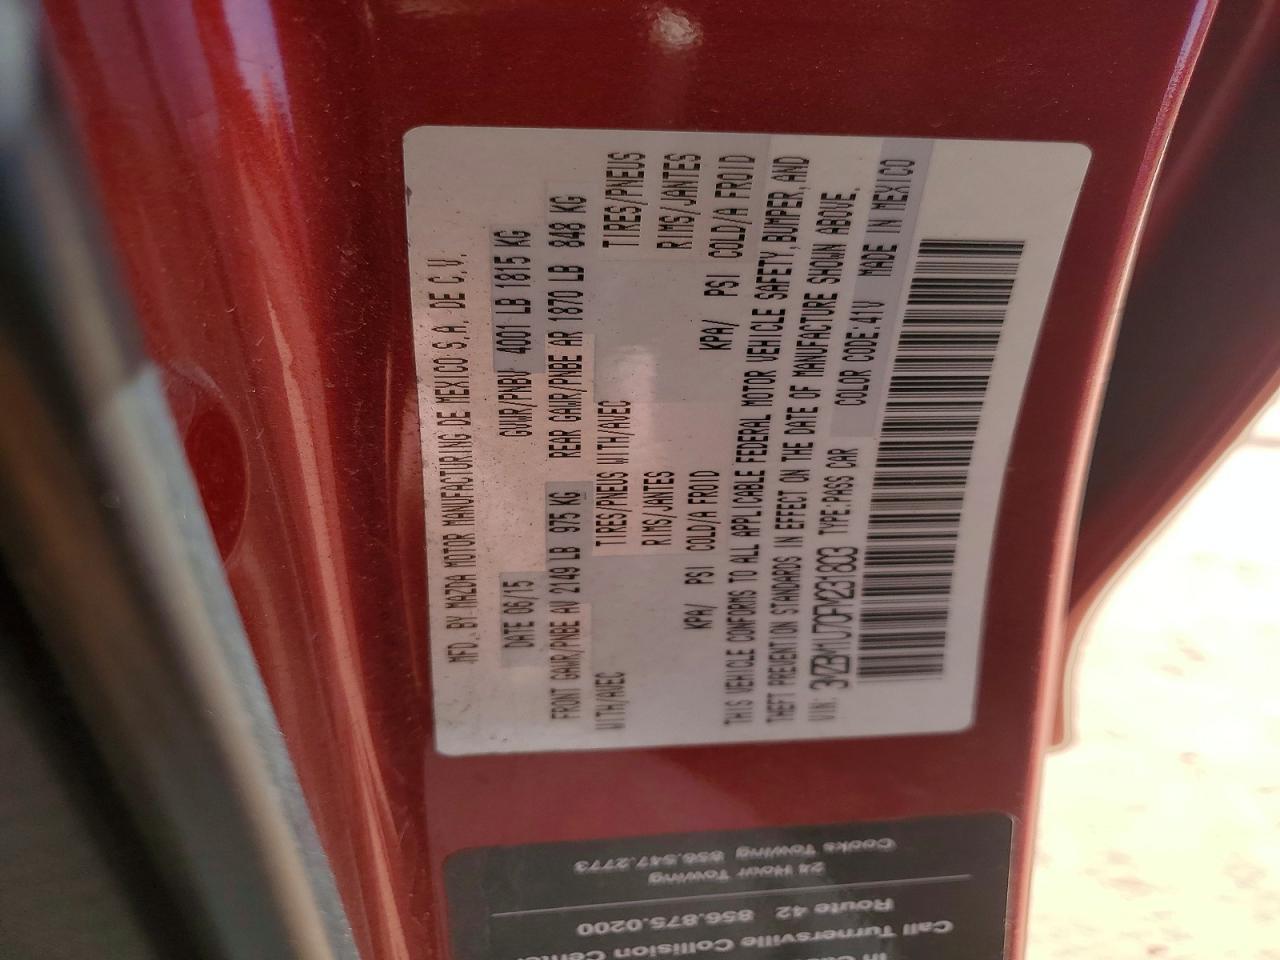 MFD. BY MAZDA MOTOR MANUFACTURING DE MEXICO S.A. DE C.V.
DATE 06/15 GVWR/PNBV 4001 LB 1815 KG
FRONT GAWR/PNBE AV 2149 LB 975 KG REAR GAWR/PNBE AR 1870 LB 848 KG
WITH/AVEC TIRES/PNEUS WITH/AVEC TIRES/PNEUS
RIMS/JANTES RIMS/JANTES
KPA/ PSI COLD/A FROID KPA/ PSI COLD/A FROID
THIS VEHICLE CONFORMS TO ALL APPLICABLE FEDERAL MOTOR VEHICLE SAFETY, BUMPER, AND
THEFT PREVENTION STANDARDS IN EFFECT ON THE DATE OF MANUFACTURE SHOWN ABOVE.
VIN: 3MZBM1U70FM231803 TYPE:PASS CAR COLOR CODE:41V MADE IN MEXICO
Call Turnersville Collision Center
Route 42 856.875.0200
24 Hour Towing
Cooks Towing 856.547.2773